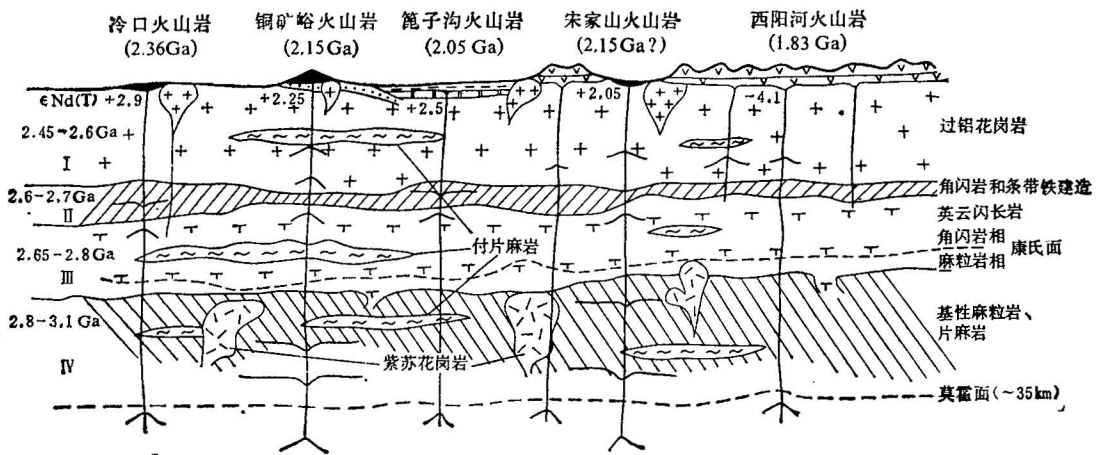 冷口火山岩 铜矿峪火山岩 篦子沟火山岩 宋家山火山岩 西阳河火山岩
(2.36Ga) (2.15Ga) (2.05 Ga) (2.15Ga?) (1.83 Ga)
εNd(T) +2.9 +2.25 +2.5 +2.05 -4.1
2.45-2.6Ga
过铝花岗岩
I
2.6-2.7Ga
角闪岩和条带铁建造
II
英云闪长岩
角闪岩相
付片麻岩
康氏面
2.65-2.8Ga
麻粒岩相
III
2.8-3.1Ga
基性麻粒岩、
片麻岩
紫苏花岗岩
IV
莫霍面(~35km)